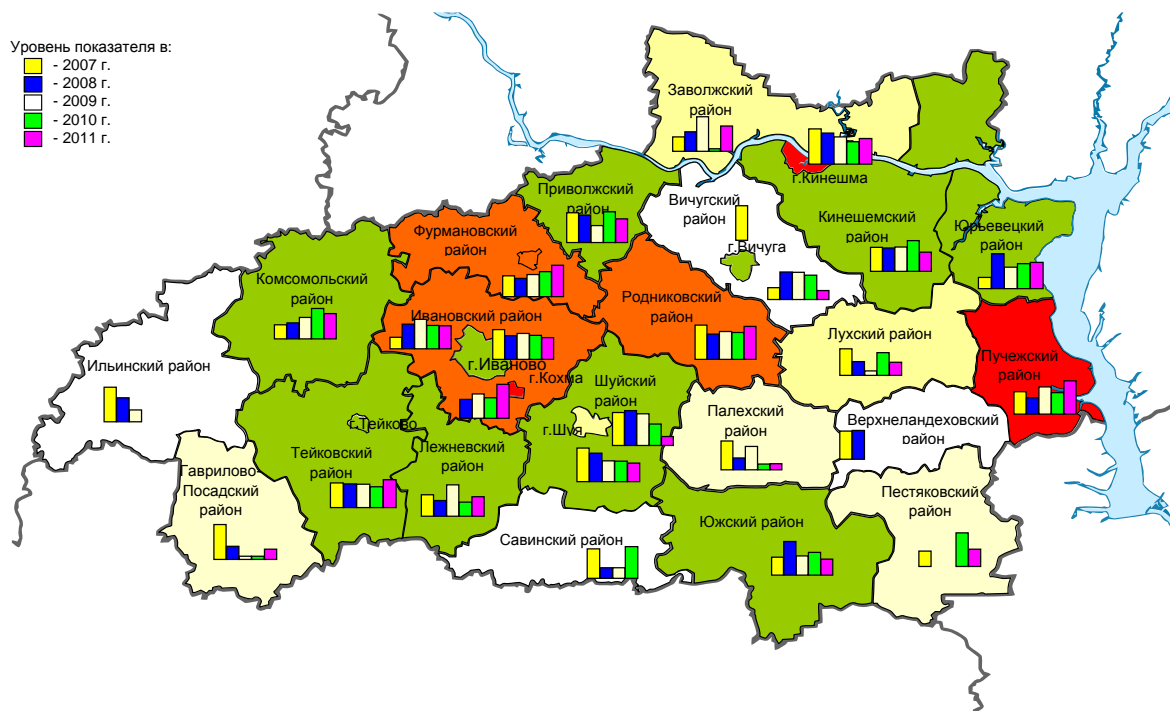 Уровень показателя в:
- 2007 г.
- 2008 г.
- 2009 г.
- 2010 г.
- 2011 г.
Заволжский
район
г.Кинешма
Приволжский
район
Вичугский
район
г.Вичуга
Кинешемский
район
Юрьевецкий
район
Фурмановский
район
Комсомольский
район
Ивановский район
г.Иваново
г.Кохма
Родниковский
район
Лухский район
Пучежский
район
Ильинский район
Шуйский
район
г.Шуя
Палехский
район
Верхнеландеховский
район
г.Тейково
Тейковский
район
Лежневский
район
Гаврилово-
Посадский
район
Савинский район
Южский район
Пестяковский
район